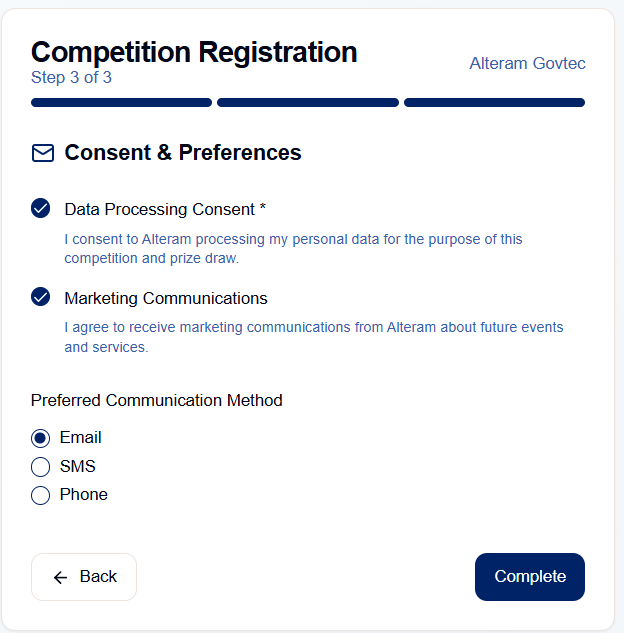 Competition Registration
Step 3 of 3
Alteram Govtec
Consent & Preferences
Data Processing Consent *
I consent to Alteram processing my personal data for the purpose of this
competition and prize draw.
Marketing Communications
I agree to receive marketing communications from Alteram about future events
and services.
Preferred Communication Method
Email
SMS
Phone
Back
Complete